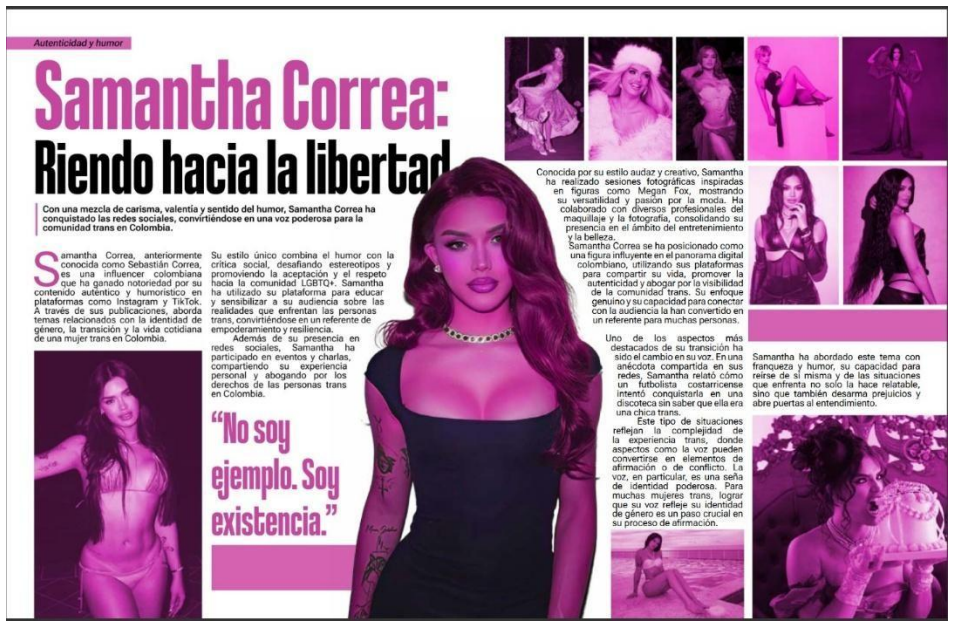 Autenticidad y humor
Samantha Correa:
Riendo hacia la libertad
Con una mezcla de carisma, valentía y sentido del humor, Samantha Correa ha
conquistado las redes sociales, convirtiéndose en una voz poderosa para la
comunidad trans en Colombia.
Samantha Correa, anteriormente
conocida como Sebastián Correa,
es una influencer colombiana
que ha ganado notoriedad por su
contenido auténtico y humorístico en
plataformas como Instagram y TikTok.
A través de sus publicaciones, aborda
temas relacionados con la identidad de
género, la transición y la vida cotidiana
de una mujer trans en Colombia.
Su estilo único combina el humor con la
crítica social, desafiando estereotipos y
promoviendo la aceptación y el respeto
hacia la comunidad LGBTQ+. Samantha
ha utilizado su plataforma para educar
y sensibilizar a su audiencia sobre las
realidades que enfrentan las personas
trans, convirtiéndose en un referente de
empoderamiento y resiliencia.
Además de su presencia en
redes sociales, Samantha ha
participado en eventos y charlas,
compartiendo su experiencia
personal y abogando por los
derechos de las personas trans
en Colombia.
“No soy
ejemplo. Soy
existencia.”
Conocida por su estilo audaz y creativo, Samantha
ha realizado sesiones fotográficas inspiradas
en figuras como Megan Fox, mostrando
su versatilidad y pasión por la moda. Ha
colaborado con diversos profesionales del
maquillaje y la fotografía, consolidando su
presencia en el ámbito del entretenimiento
y la belleza.
Samantha Correa se ha posicionado como
una figura influyente en el panorama digital
colombiano, utilizando sus plataformas
para compartir su vida, promover la
autenticidad y abogar por la visibilidad
de la comunidad trans. Su enfoque
genuino y su capacidad para conectar
con la audiencia la han convertido en
un referente para muchas personas.
Uno de los aspectos más
destacados de su transición ha
sido el cambio en su voz. En una
anécdota compartida en sus
redes, Samantha relató cómo
un futbolista costarricense
intentó conquistarla en una
discoteca sin saber que ella era
una chica trans.
Este tipo de situaciones
reflejan la complejidad de
la experiencia trans, donde
aspectos como la voz pueden
convertirse en elementos de
afirmación o de conflicto. La
voz, en particular, es una seña
de identidad poderosa. Para
muchas mujeres trans, lograr
que su voz refleje su identidad
de género es un paso crucial en
su proceso de afirmación.
Samantha ha abordado este tema con
franqueza y humor, su capacidad para
reírse de sí misma y de las situaciones
que enfrenta no solo la hace relatable,
sino que también desarma prejuicios y
abre puertas al entendimiento.